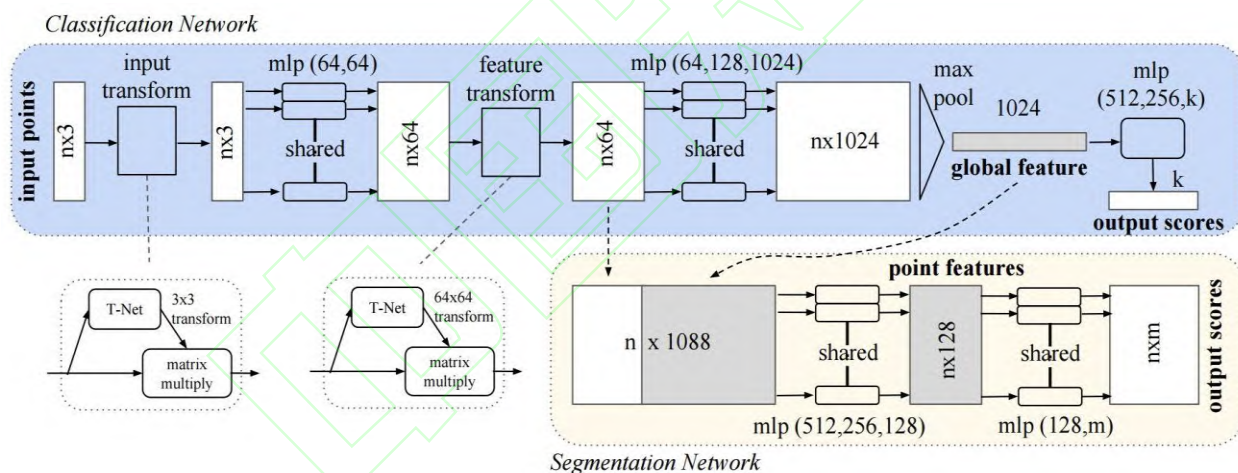 Classification Network
input points
nx3
input
transform
nx3
mlp (64,64)
shared
nx64
feature
transform
nx64
mlp (64,128,1024)
shared
nx1024
max
pool
1024
global feature
mlp
(512,256,k)
k
output scores
T-Net
3x3
transform
matrix
multiply
T-Net
64x64
transform
matrix
multiply
point features
n x 1088
shared
mlp (512,256,128)
nx128
shared
mlp (128,m)
nxm
output scores
Segmentation Network